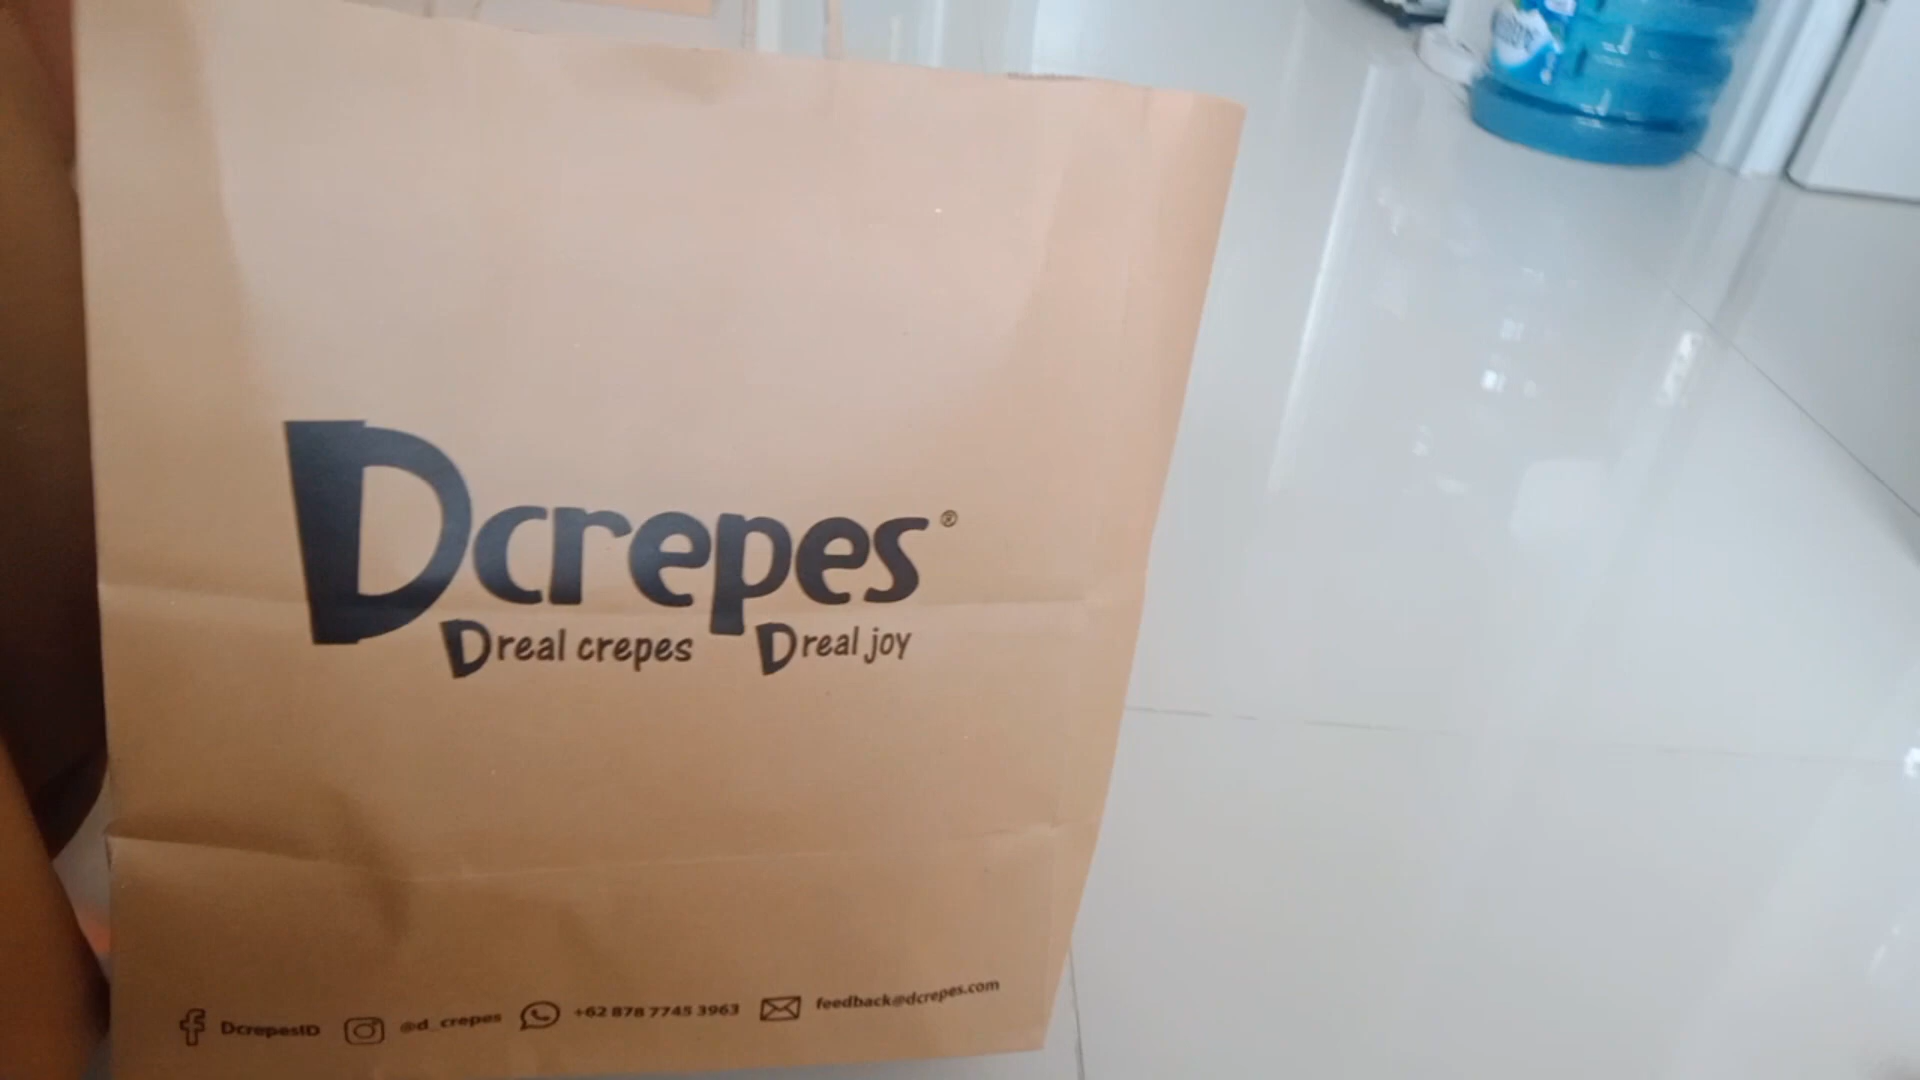 Dcrepes®
Dreal crepes Dreal joy
DcrepesID @d_crepes +62 878 7745 3963 feedback@dcrepes.com